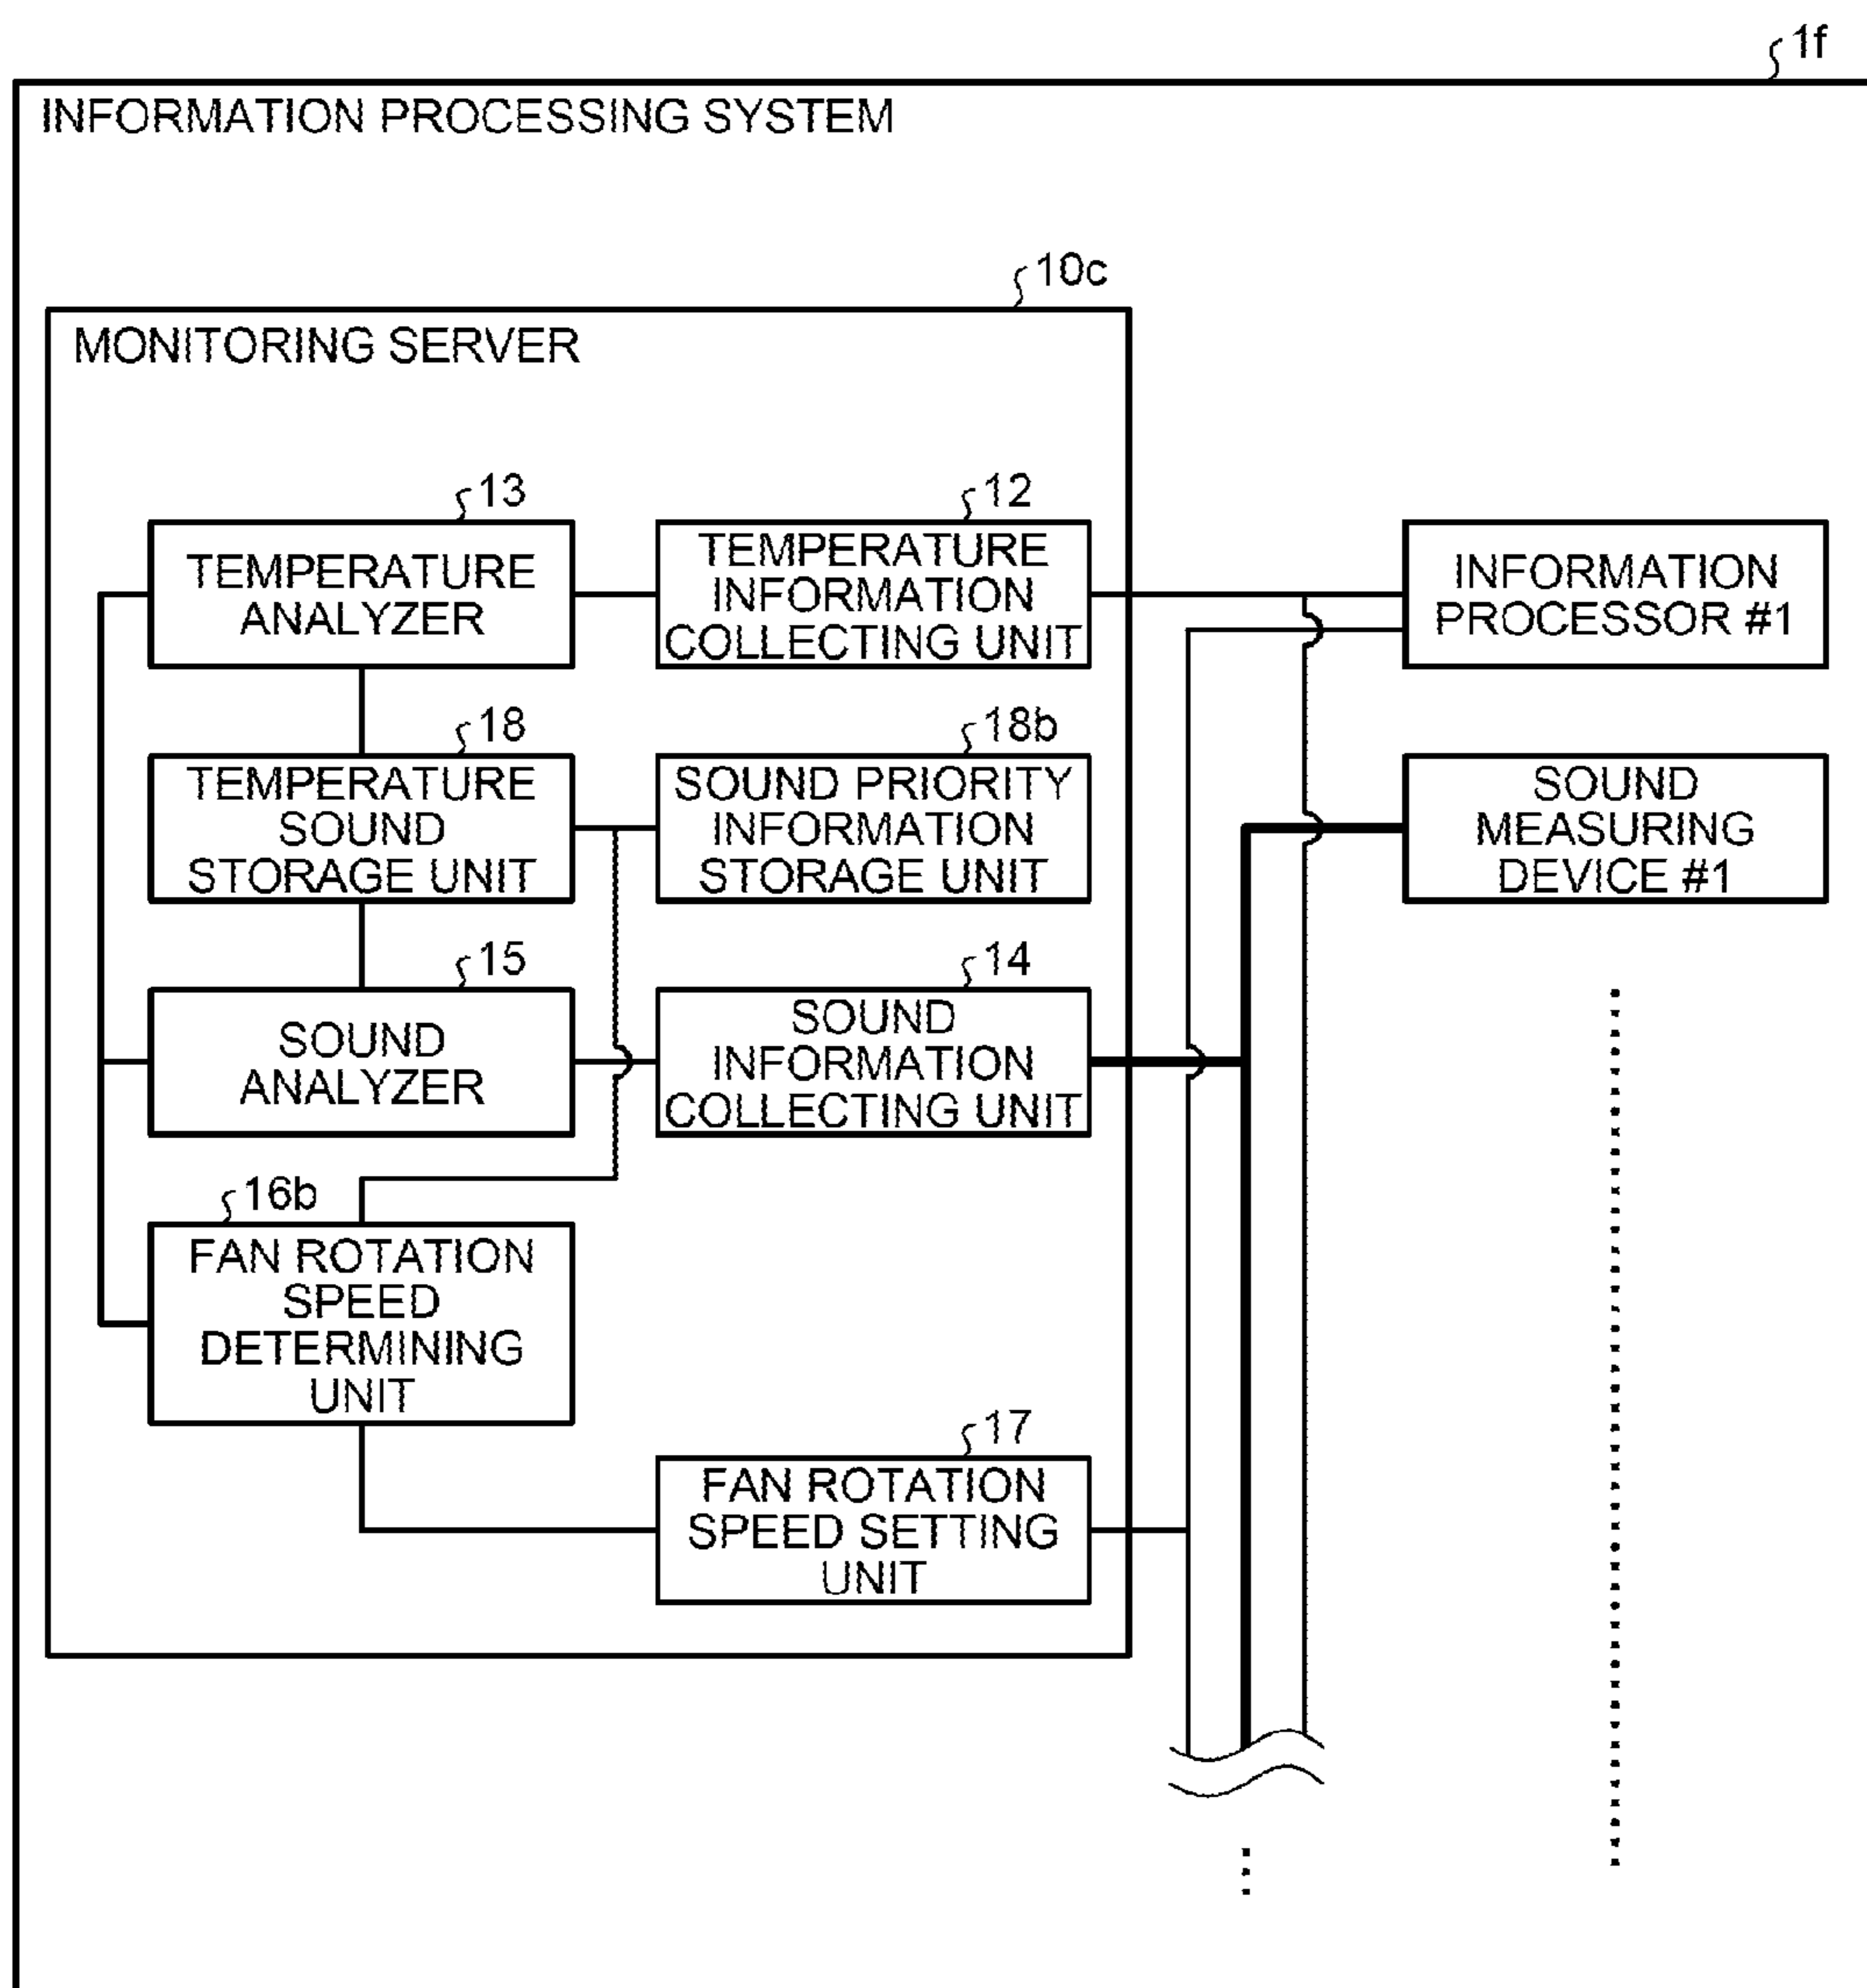 1f
INFORMATION PROCESSING SYSTEM
10c
MONITORING SERVER
13
TEMPERATURE
ANALYZER
12
TEMPERATURE
INFORMATION
COLLECTING UNIT
INFORMATION
PROCESSOR #1
18
TEMPERATURE
SOUND
STORAGE UNIT
18b
SOUND PRIORITY
INFORMATION
STORAGE UNIT
SOUND
MEASURING
DEVICE #1
15
SOUND
ANALYZER
14
SOUND
INFORMATION
COLLECTING UNIT
16b
FAN ROTATION
SPEED
DETERMINING
UNIT
17
FAN ROTATION
SPEED SETTING
UNIT